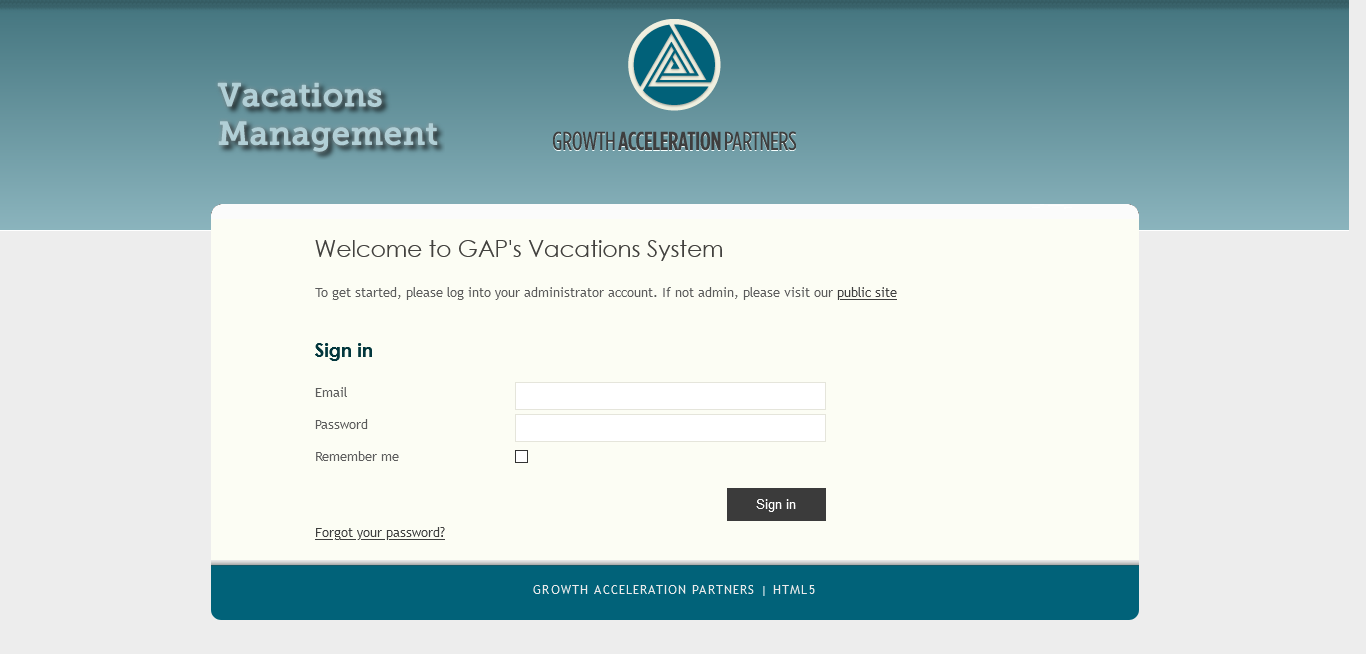 Vacations
Management
GROWTH ACCELERATION PARTNERS
Welcome to GAP's Vacations System
To get started, please log into your administrator account. If not admin, please visit our public site
Sign in
Email
Password
Remember me
Sign in
Forgot your password?
GROWTH ACCELERATION PARTNERS | HTML5